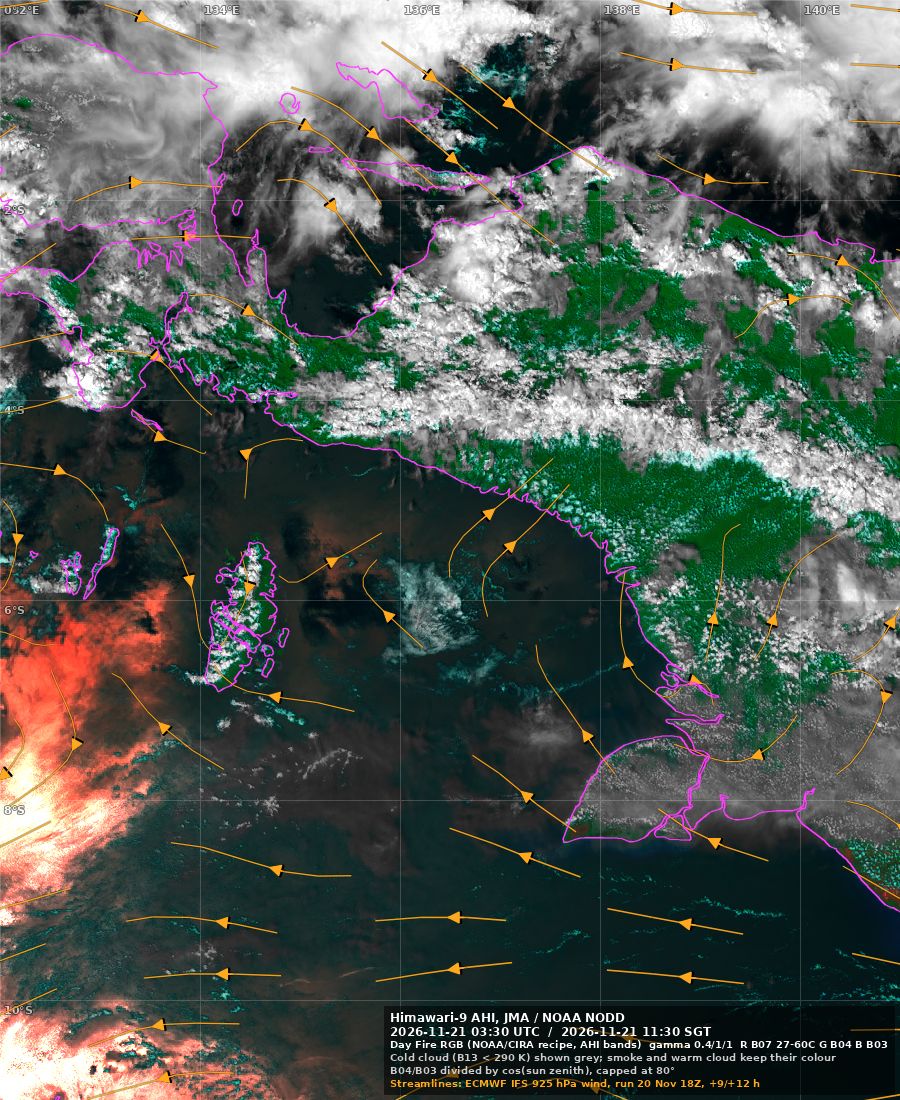 092°E 134°E 136°E 138°E 140°E
2°S
4°S
6°S
8°S
10°S
Himawari-9 AHI, JMA / NOAA NODD
2026-11-21 03:30 UTC / 2026-11-21 11:30 SGT
Day Fire RGB (NOAA/CIRA recipe, AHI bands) gamma 0.4/1/1 R B07 27-60C G B04 B B03
Cold cloud (B13 < 290 K) shown grey; smoke and warm cloud keep their colour
B04/B03 divided by cos(sun zenith), capped at 80°
Streamlines: ECMWF IFS 925 hPa wind, run 20 Nov 18Z, +9/+12 h